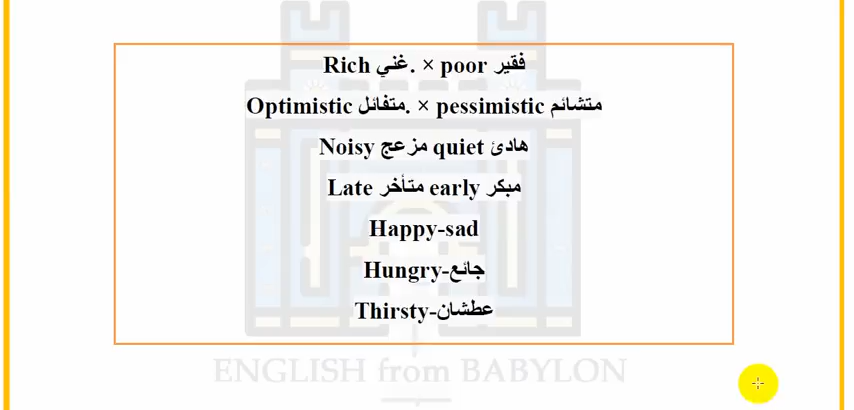 Rich غني. × poor فقير
Optimistic متفائل. × pessimistic متشائم
Noisy مزعج quiet هادئ
Late متأخر early مبكر
Happy-sad
Hungry-جائع
Thirsty-عطشان
ENGLISH from BABYLON